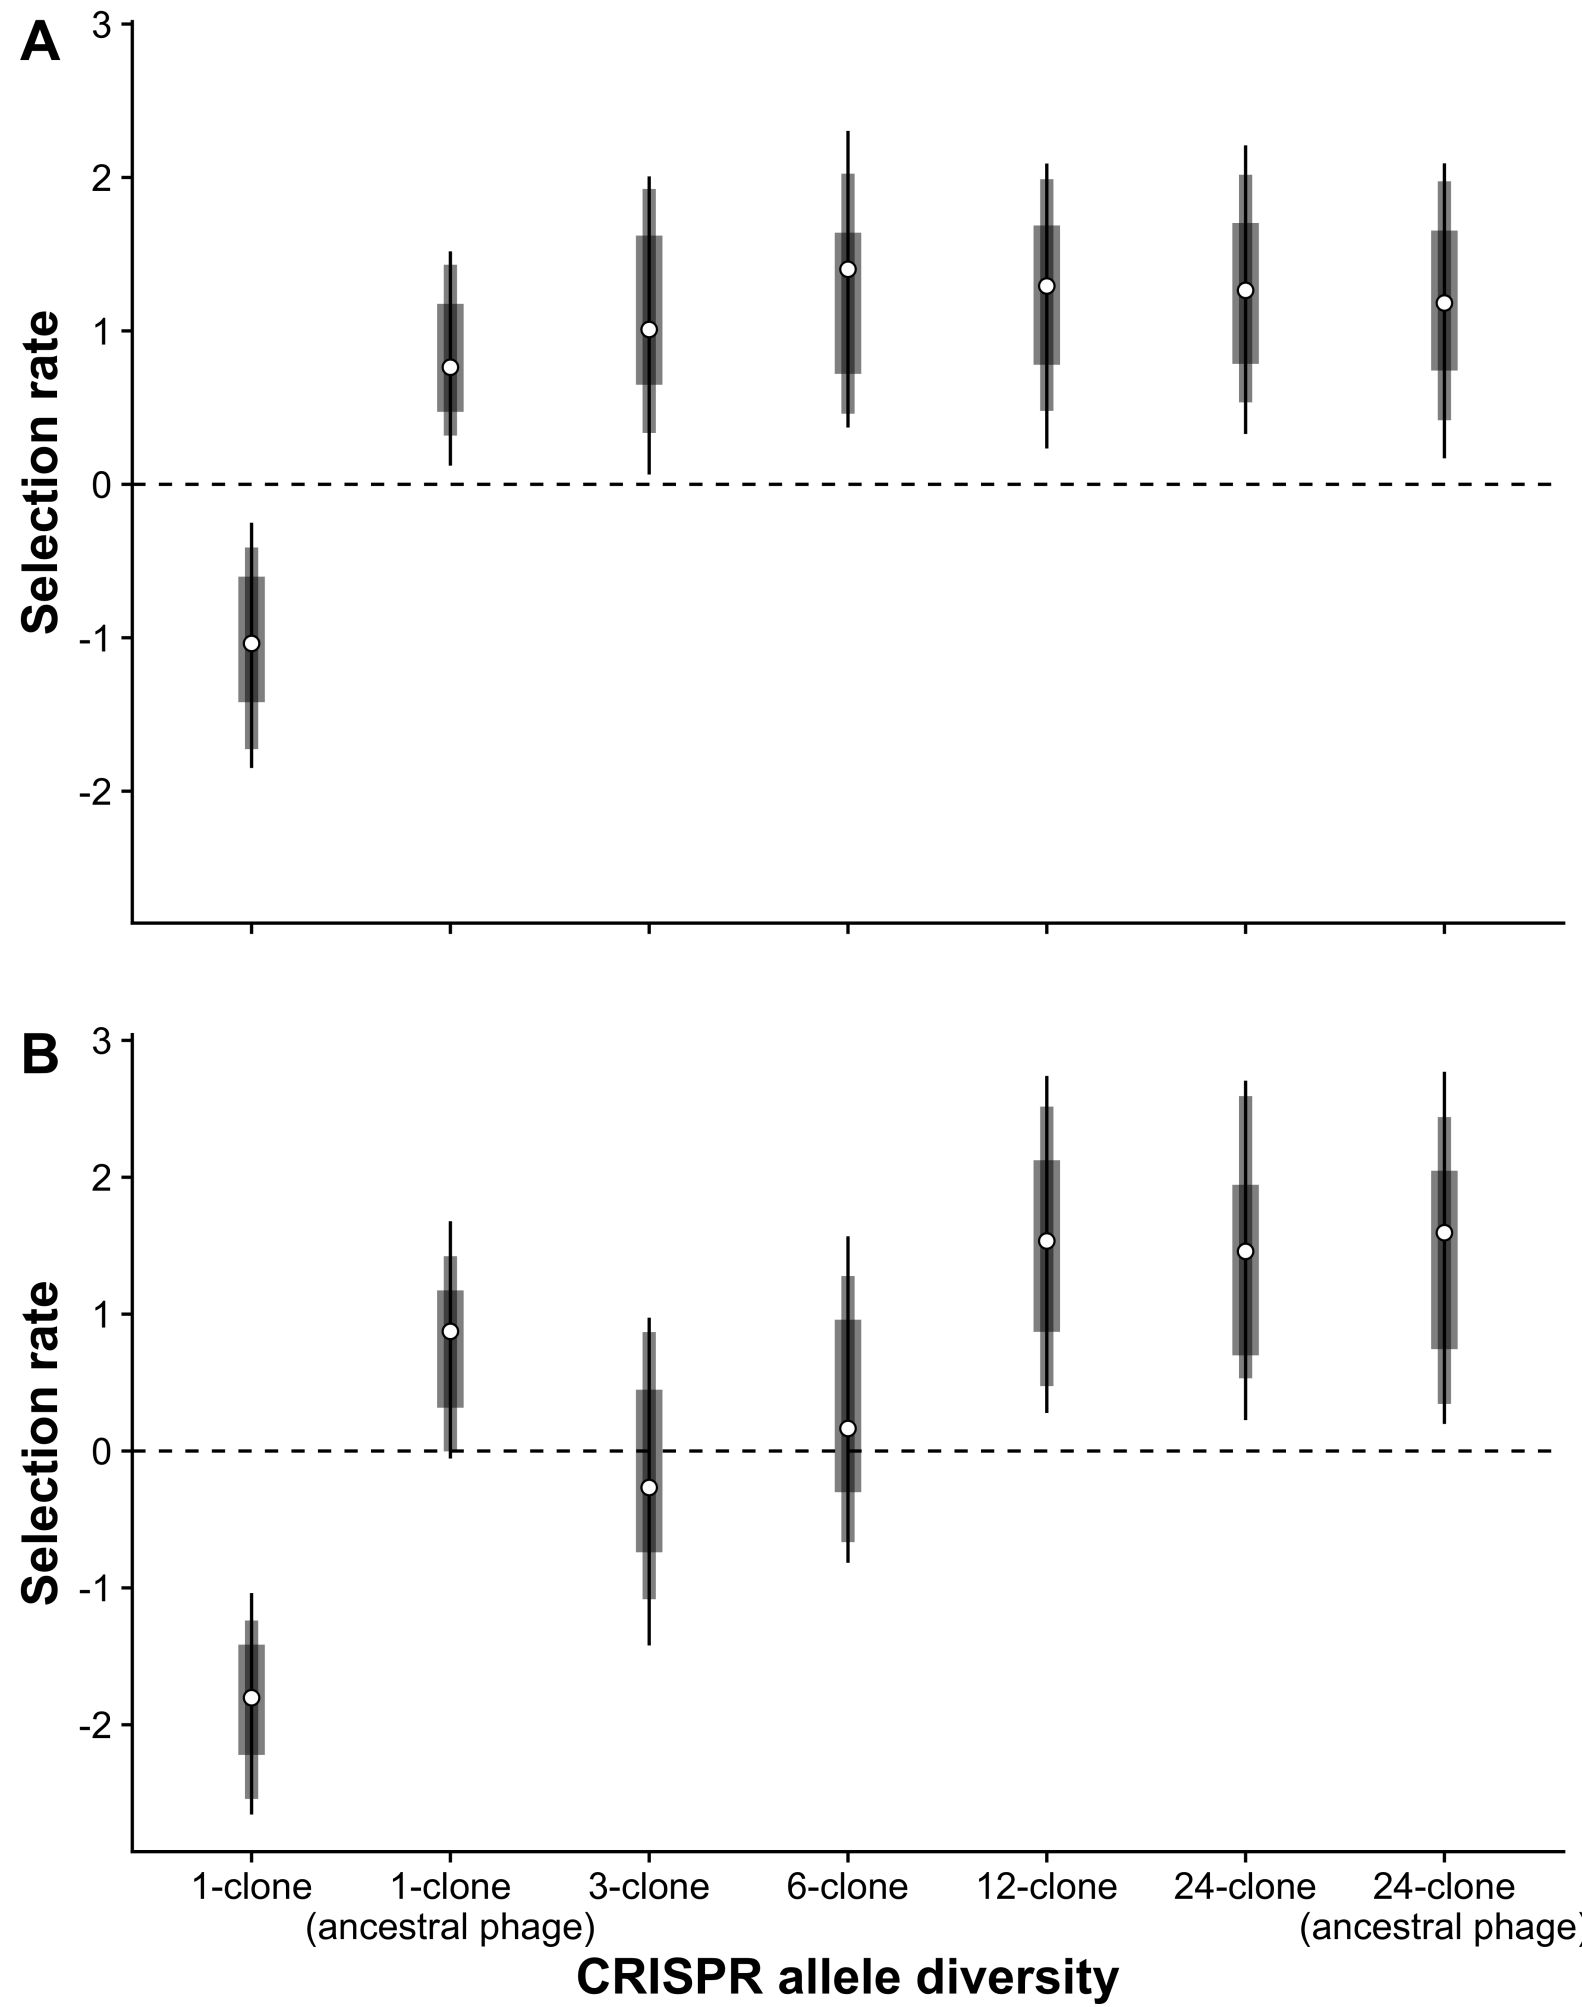 A
3
2
1
0
-1
-2
Selection rate
B
3
2
1
0
-1
-2
Selection rate
1-clone 1-clone 3-clone 6-clone 12-clone 24-clone 24-clone
(ancestral phage) (ancestral phage)
CRISPR allele diversity